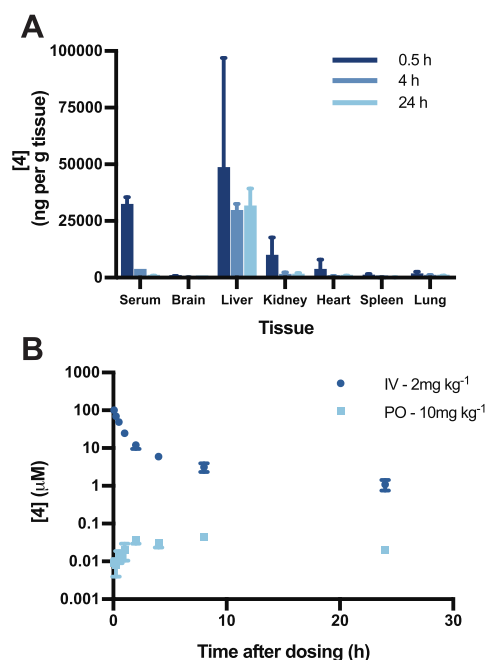 A
100000
75000
50000
25000
0
[4]
(ng per g tissue)
0.5 h
4 h
24 h
Serum Brain Liver Kidney Heart Spleen Lung
Tissue
B
1000
100
10
1
0.1
0.01
0.001
[4] (μM)
IV - 2mg kg⁻¹
PO - 10mg kg⁻¹
0 10 20 30
Time after dosing (h)